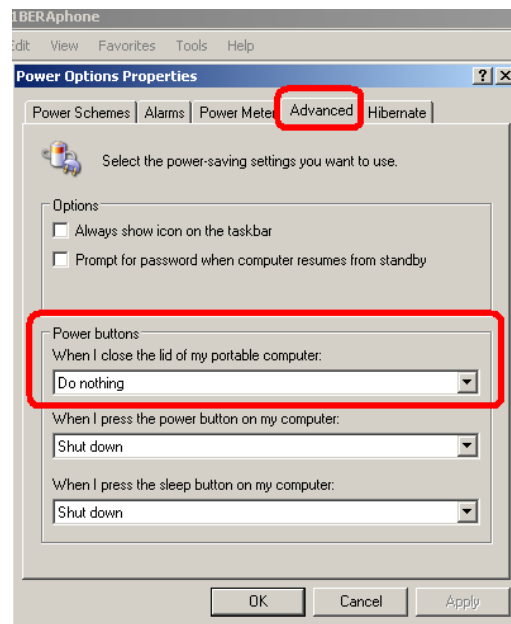 1BERAphone
Edit View Favorites Tools Help
Power Options Properties
Power Schemes Alarms Power Meter Advanced Hibernate
Select the power-saving settings you want to use.
Options
Always show icon on the taskbar
Prompt for password when computer resumes from standby
Power buttons
When I close the lid of my portable computer:
Do nothing
When I press the power button on my computer:
Shut down
When I press the sleep button on my computer:
Shut down
OK Cancel Apply